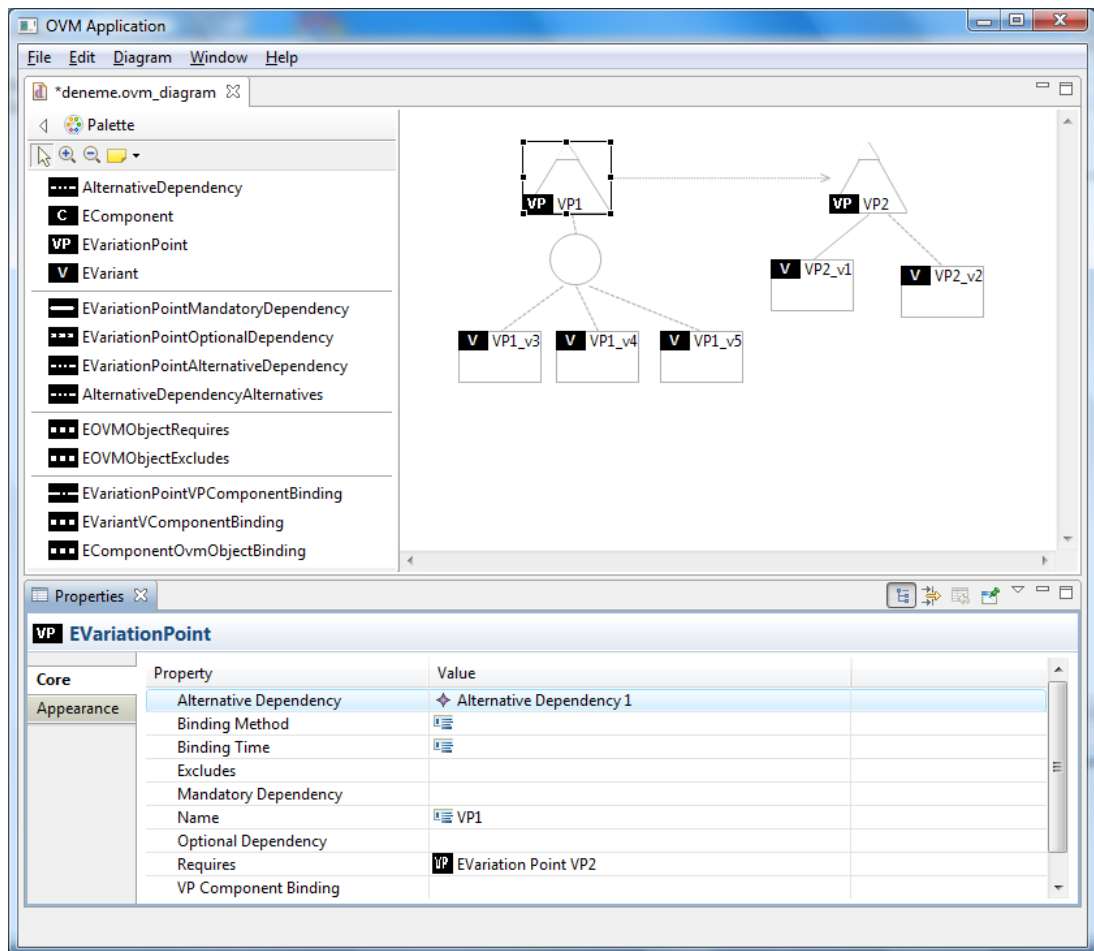 OVM Application
File Edit Diagram Window Help
*deneme.ovm_diagram
Palette
AlternativeDependency
C EComponent
VP EVariationPoint
V EVariant
EVariationPointMandatoryDependency
EVariationPointOptionalDependency
EVariationPointAlternativeDependency
AlternativeDependencyAlternatives
EOVMObjectRequires
EOVMObjectExcludes
EVariationPointVPComponentBinding
EVariantVComponentBinding
EComponentOvmObjectBinding
VP VP1
VP VP2
V VP2_v1
V VP2_v2
V VP1_v3
V VP1_v4
V VP1_v5
Properties
VP EVariationPoint
Core
Appearance
Property Value
Alternative Dependency Alternative Dependency 1
Binding Method
Binding Time
Excludes
Mandatory Dependency
Name VP1
Optional Dependency
Requires VP EVariation Point VP2
VP Component Binding